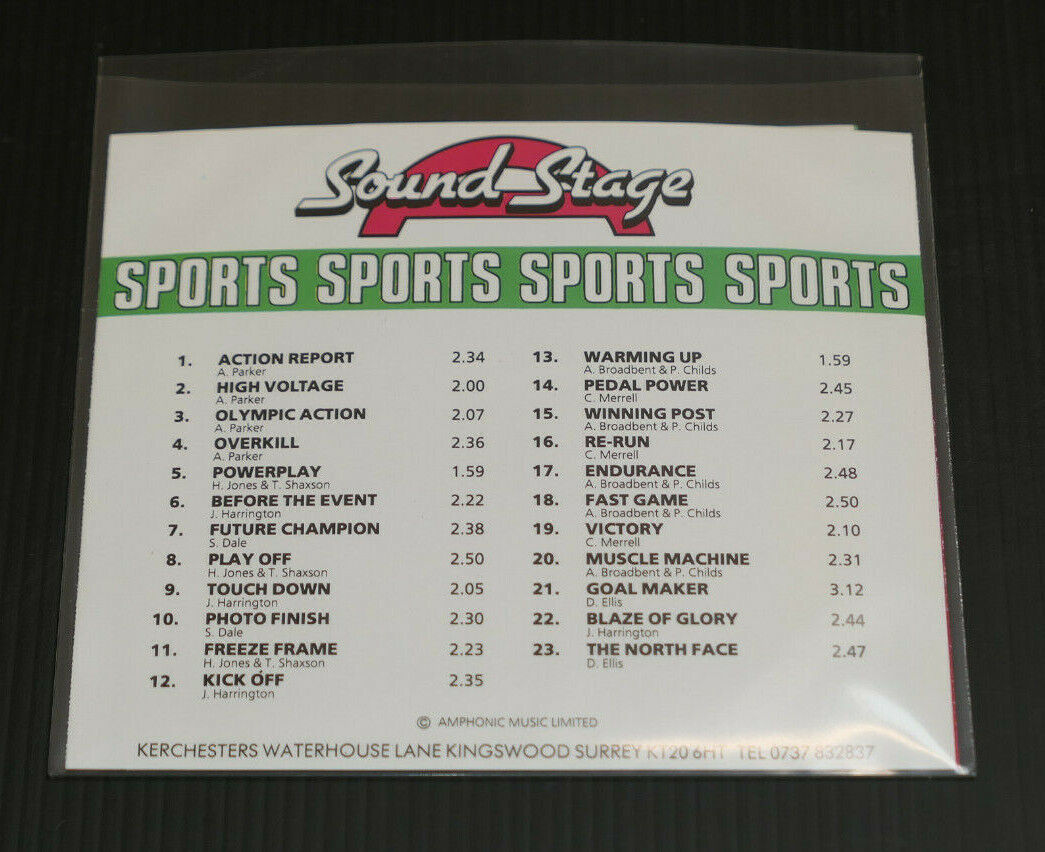 Sound Stage
SPORTS SPORTS SPORTS SPORTS
1. ACTION REPORT 2.34
A. Parker
2. HIGH VOLTAGE 2.00
A. Parker
3. OLYMPIC ACTION 2.07
A. Parker
4. OVERKILL 2.36
A. Parker
5. POWERPLAY 1.59
H. Jones & T. Shaxson
6. BEFORE THE EVENT 2.22
J. Harrington
7. FUTURE CHAMPION 2.38
S. Dale
8. PLAY OFF 2.50
H. Jones & T. Shaxson
9. TOUCH DOWN 2.05
J. Harrington
10. PHOTO FINISH 2.30
S. Dale
11. FREEZE FRAME 2.23
H. Jones & T. Shaxson
12. KICK OFF 2.35
J. Harrington
13. WARMING UP 1.59
A. Broadbent & P. Childs
14. PEDAL POWER 2.45
C. Merrell
15. WINNING POST 2.27
A. Broadbent & P. Childs
16. RE-RUN 2.17
C. Merrell
17. ENDURANCE 2.48
A. Broadbent & P. Childs
18. FAST GAME 2.50
A. Broadbent & P. Childs
19. VICTORY 2.10
C. Merrell
20. MUSCLE MACHINE 2.31
A. Broadbent & P. Childs
21. GOAL MAKER 3.12
D. Ellis
22. BLAZE OF GLORY 2.44
J. Harrington
23. THE NORTH FACE 2.47
D. Ellis
© AMPHONIC MUSIC LIMITED
KERCHESTERS WATERHOUSE LANE KINGSWOOD SURREY KT20 6HT TEL 0737 832837